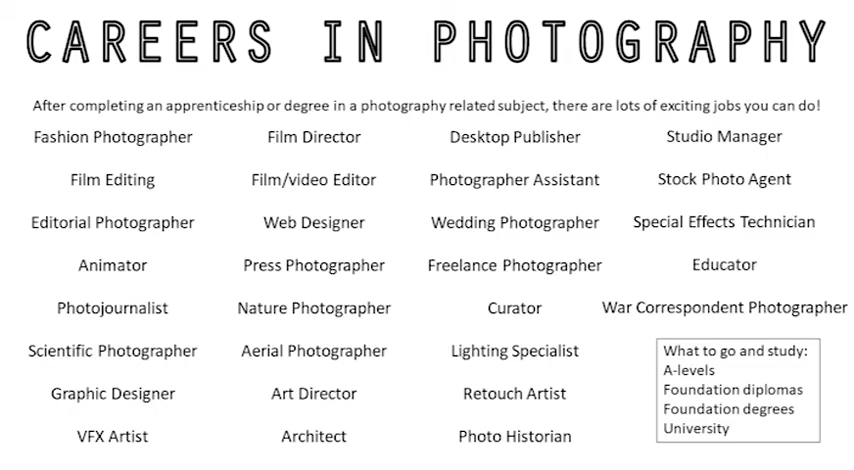 CAREERS IN PHOTOGRAPHY
After completing an apprenticeship or degree in a photography related subject, there are lots of exciting jobs you can do!
Fashion Photographer
Film Editing
Editorial Photographer
Animator
Photojournalist
Scientific Photographer
Graphic Designer
VFX Artist
Film Director
Film/video Editor
Web Designer
Press Photographer
Nature Photographer
Aerial Photographer
Art Director
Architect
Desktop Publisher
Photographer Assistant
Wedding Photographer
Freelance Photographer
Curator
Lighting Specialist
Retouch Artist
Photo Historian
Studio Manager
Stock Photo Agent
Special Effects Technician
Educator
War Correspondent Photographer
What to go and study:
A-levels
Foundation diplomas
Foundation degrees
University